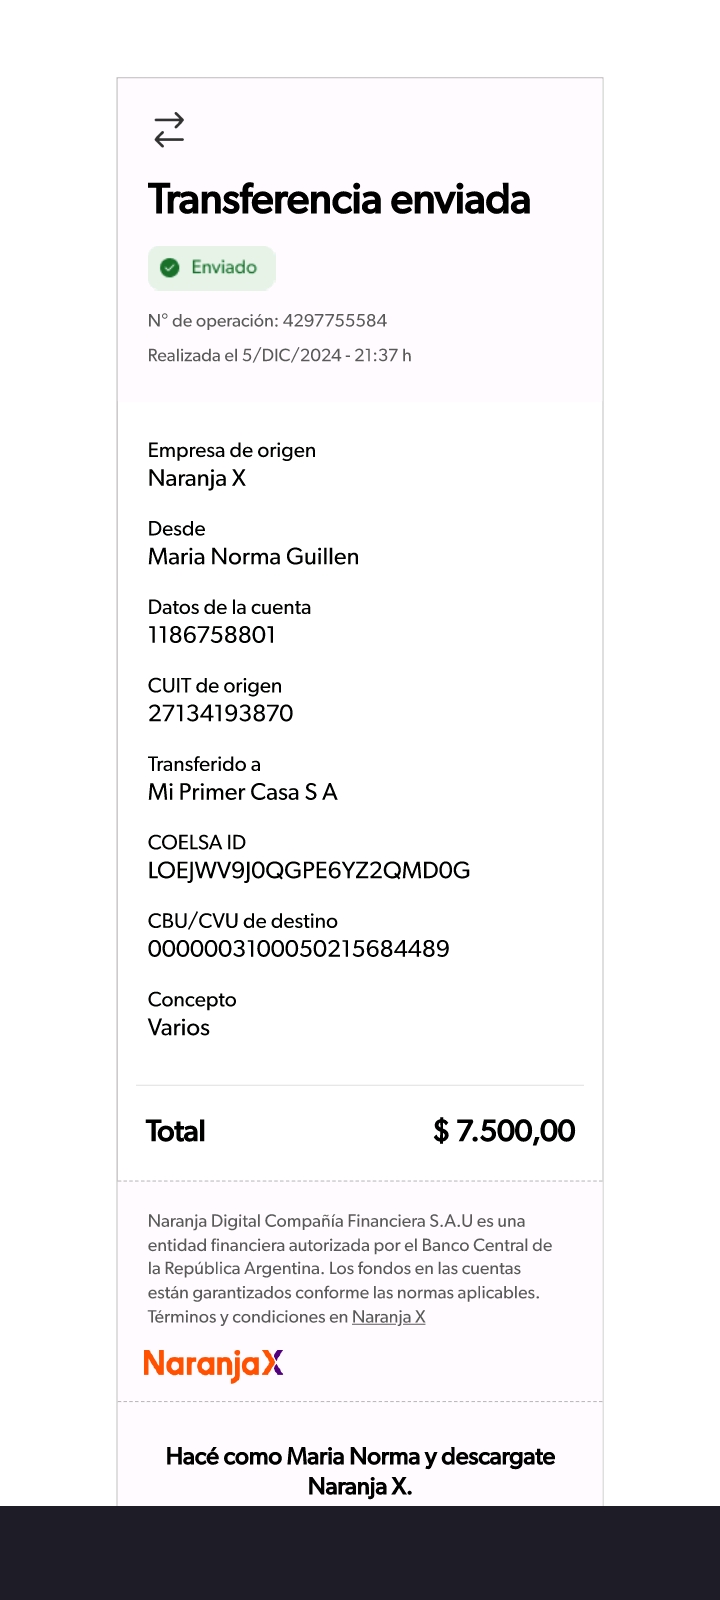 Transferencia enviada
Enviado
N° de operación: 4297755584
Realizada el 5/DIC/2024 - 21:37 h
Empresa de origen
Naranja X
Desde
Maria Norma Guillen
Datos de la cuenta
1186758801
CUIT de origen
27134193870
Transferido a
Mi Primer Casa S A
COELSA ID
LOEJWV9J0QGPE6YZ2QMD0G
CBU/CVU de destino
0000003100050215684489
Concepto
Varios
Total $ 7.500,00
Naranja Digital Compañía Financiera S.A.U es una
entidad financiera autorizada por el Banco Central de
la República Argentina. Los fondos en las cuentas
están garantizados conforme las normas aplicables.
Términos y condiciones en Naranja X
NaranjaX
Hacé como Maria Norma y descargate
Naranja X.